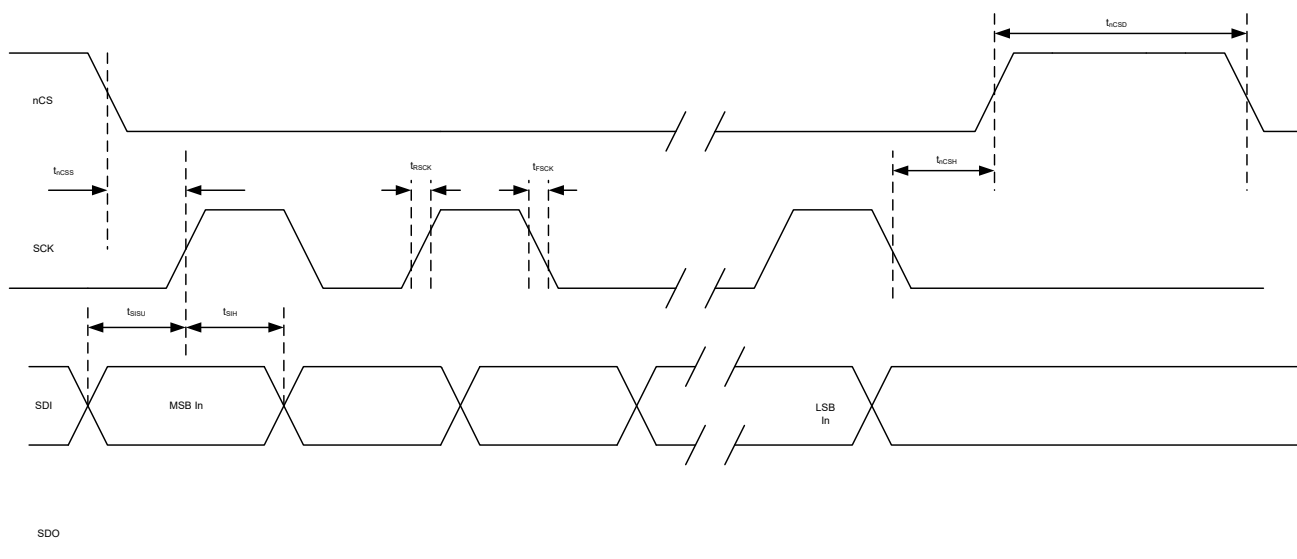 tnCSD
nCS
tnCSS
tRSCK
tFSCK
tnCSH
SCK
tSISU
tSIH
SDI
MSB In
LSB
In
SDO